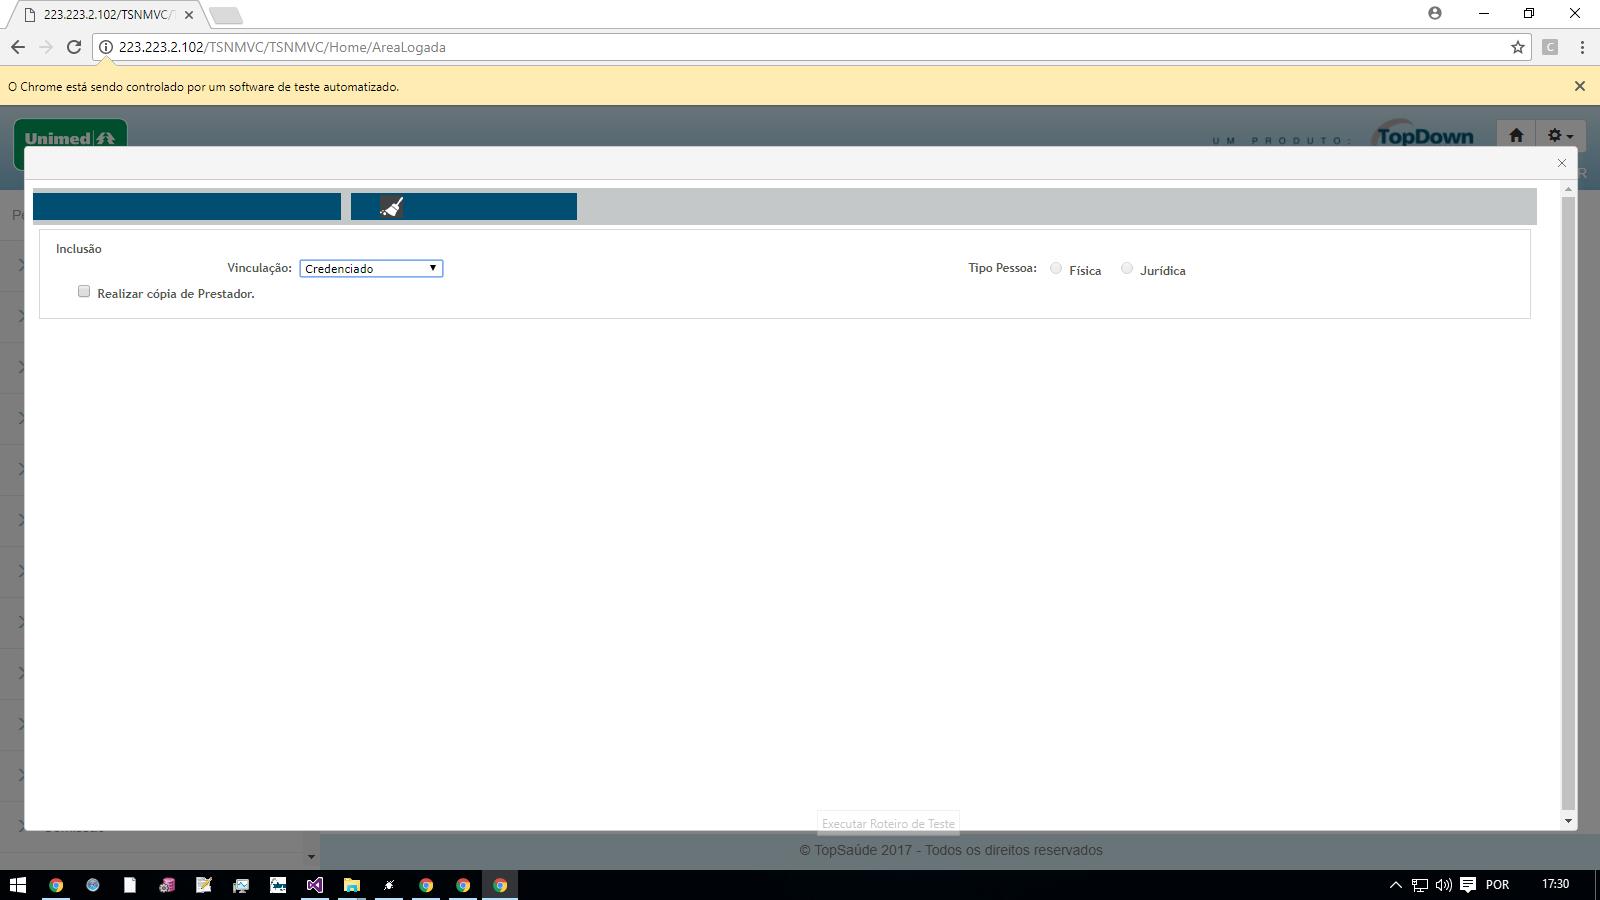 223.223.2.102/TSNMVC/T
223.223.2.102/TSNMVC/TSNMVC/Home/AreaLogada
C
O Chrome está sendo controlado por um software de teste automatizado.
Unimed
UM PRODUTO:
TopDown
R
Pe
Inclusão
Vinculação:
Credenciado
Tipo Pessoa:
Física
Jurídica
Realizar cópia de Prestador.
Executar Roteiro de Teste
© TopSaúde 2017 - Todos os direitos reservados
POR
17:30